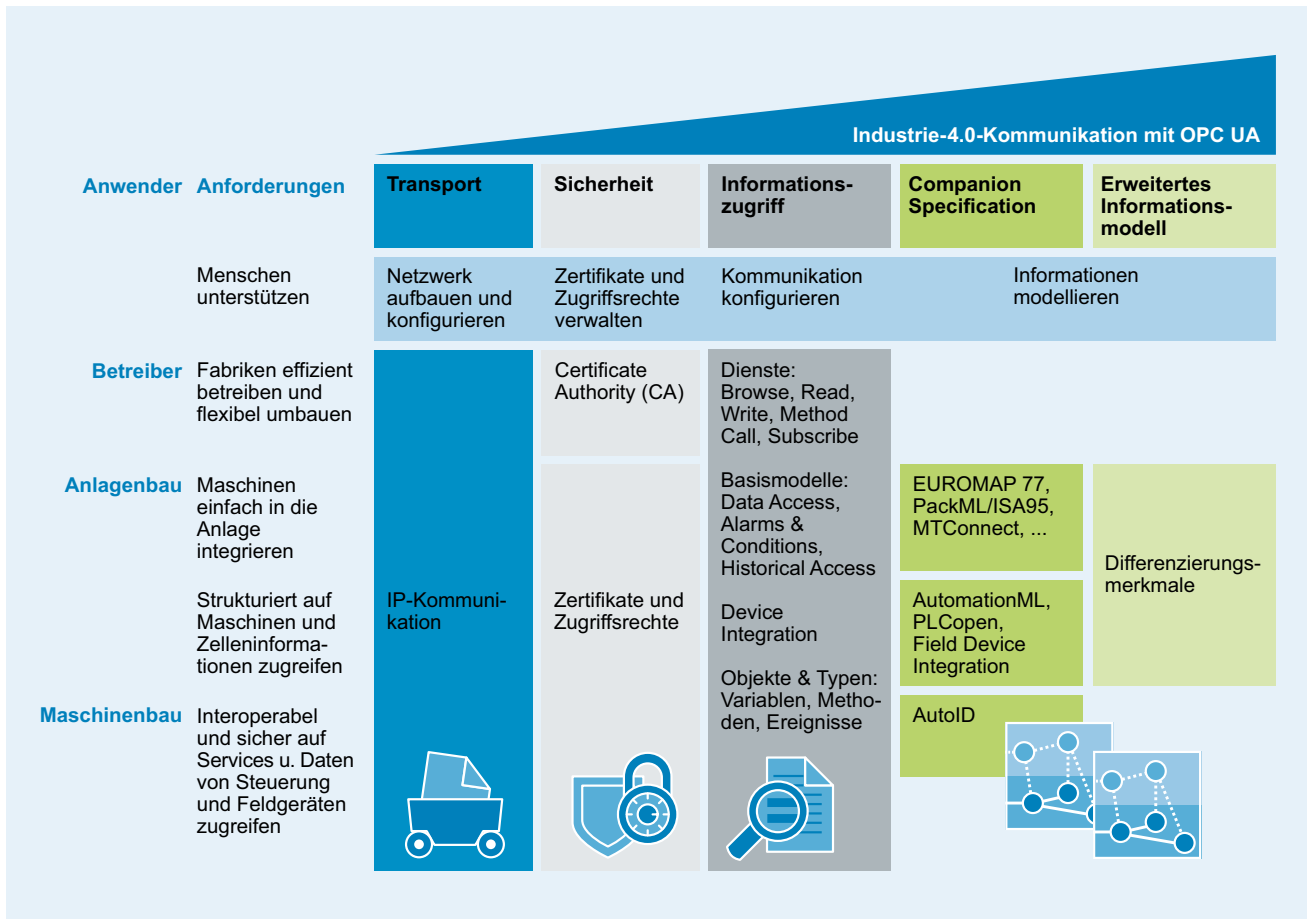 Industrie-4.0-Kommunikation mit OPC UA
Anwender
Anforderungen
Transport
Sicherheit
Informations-
zugriff
Companion
Specification
Erweitertes
Informations-
modell
Menschen
unterstützen
Netzwerk
aufbauen und
konfigurieren
Zertifikate und
Zugriffsrechte
verwalten
Kommunikation
konfigurieren
Informationen
modellieren
Betreiber
Fabriken effizient
betreiben und
flexibel umbauen
Certificate
Authority (CA)
Dienste:
Browse, Read,
Write, Method
Call, Subscribe
Anlagenbau
Maschinen
einfach in die
Anlage
integrieren
Basismodelle:
Data Access,
Alarms &
Conditions,
Historical Access
EUROMAP 77,
PackML/ISA95,
MTConnect, ...
Differenzierungs-
merkmale
Strukturiert auf
Maschinen und
Zelleninforma-
tionen zugreifen
IP-Kommuni-
kation
Zertifikate und
Zugriffsrechte
Device
Integration
AutomationML,
PLCopen,
Field Device
Integration
Objekte & Typen:
Variablen, Metho-
den, Ereignisse
Maschinenbau
Interoperabel
und sicher auf
Services u. Daten
von Steuerung
und Feldgeräten
zugreifen
AutoID